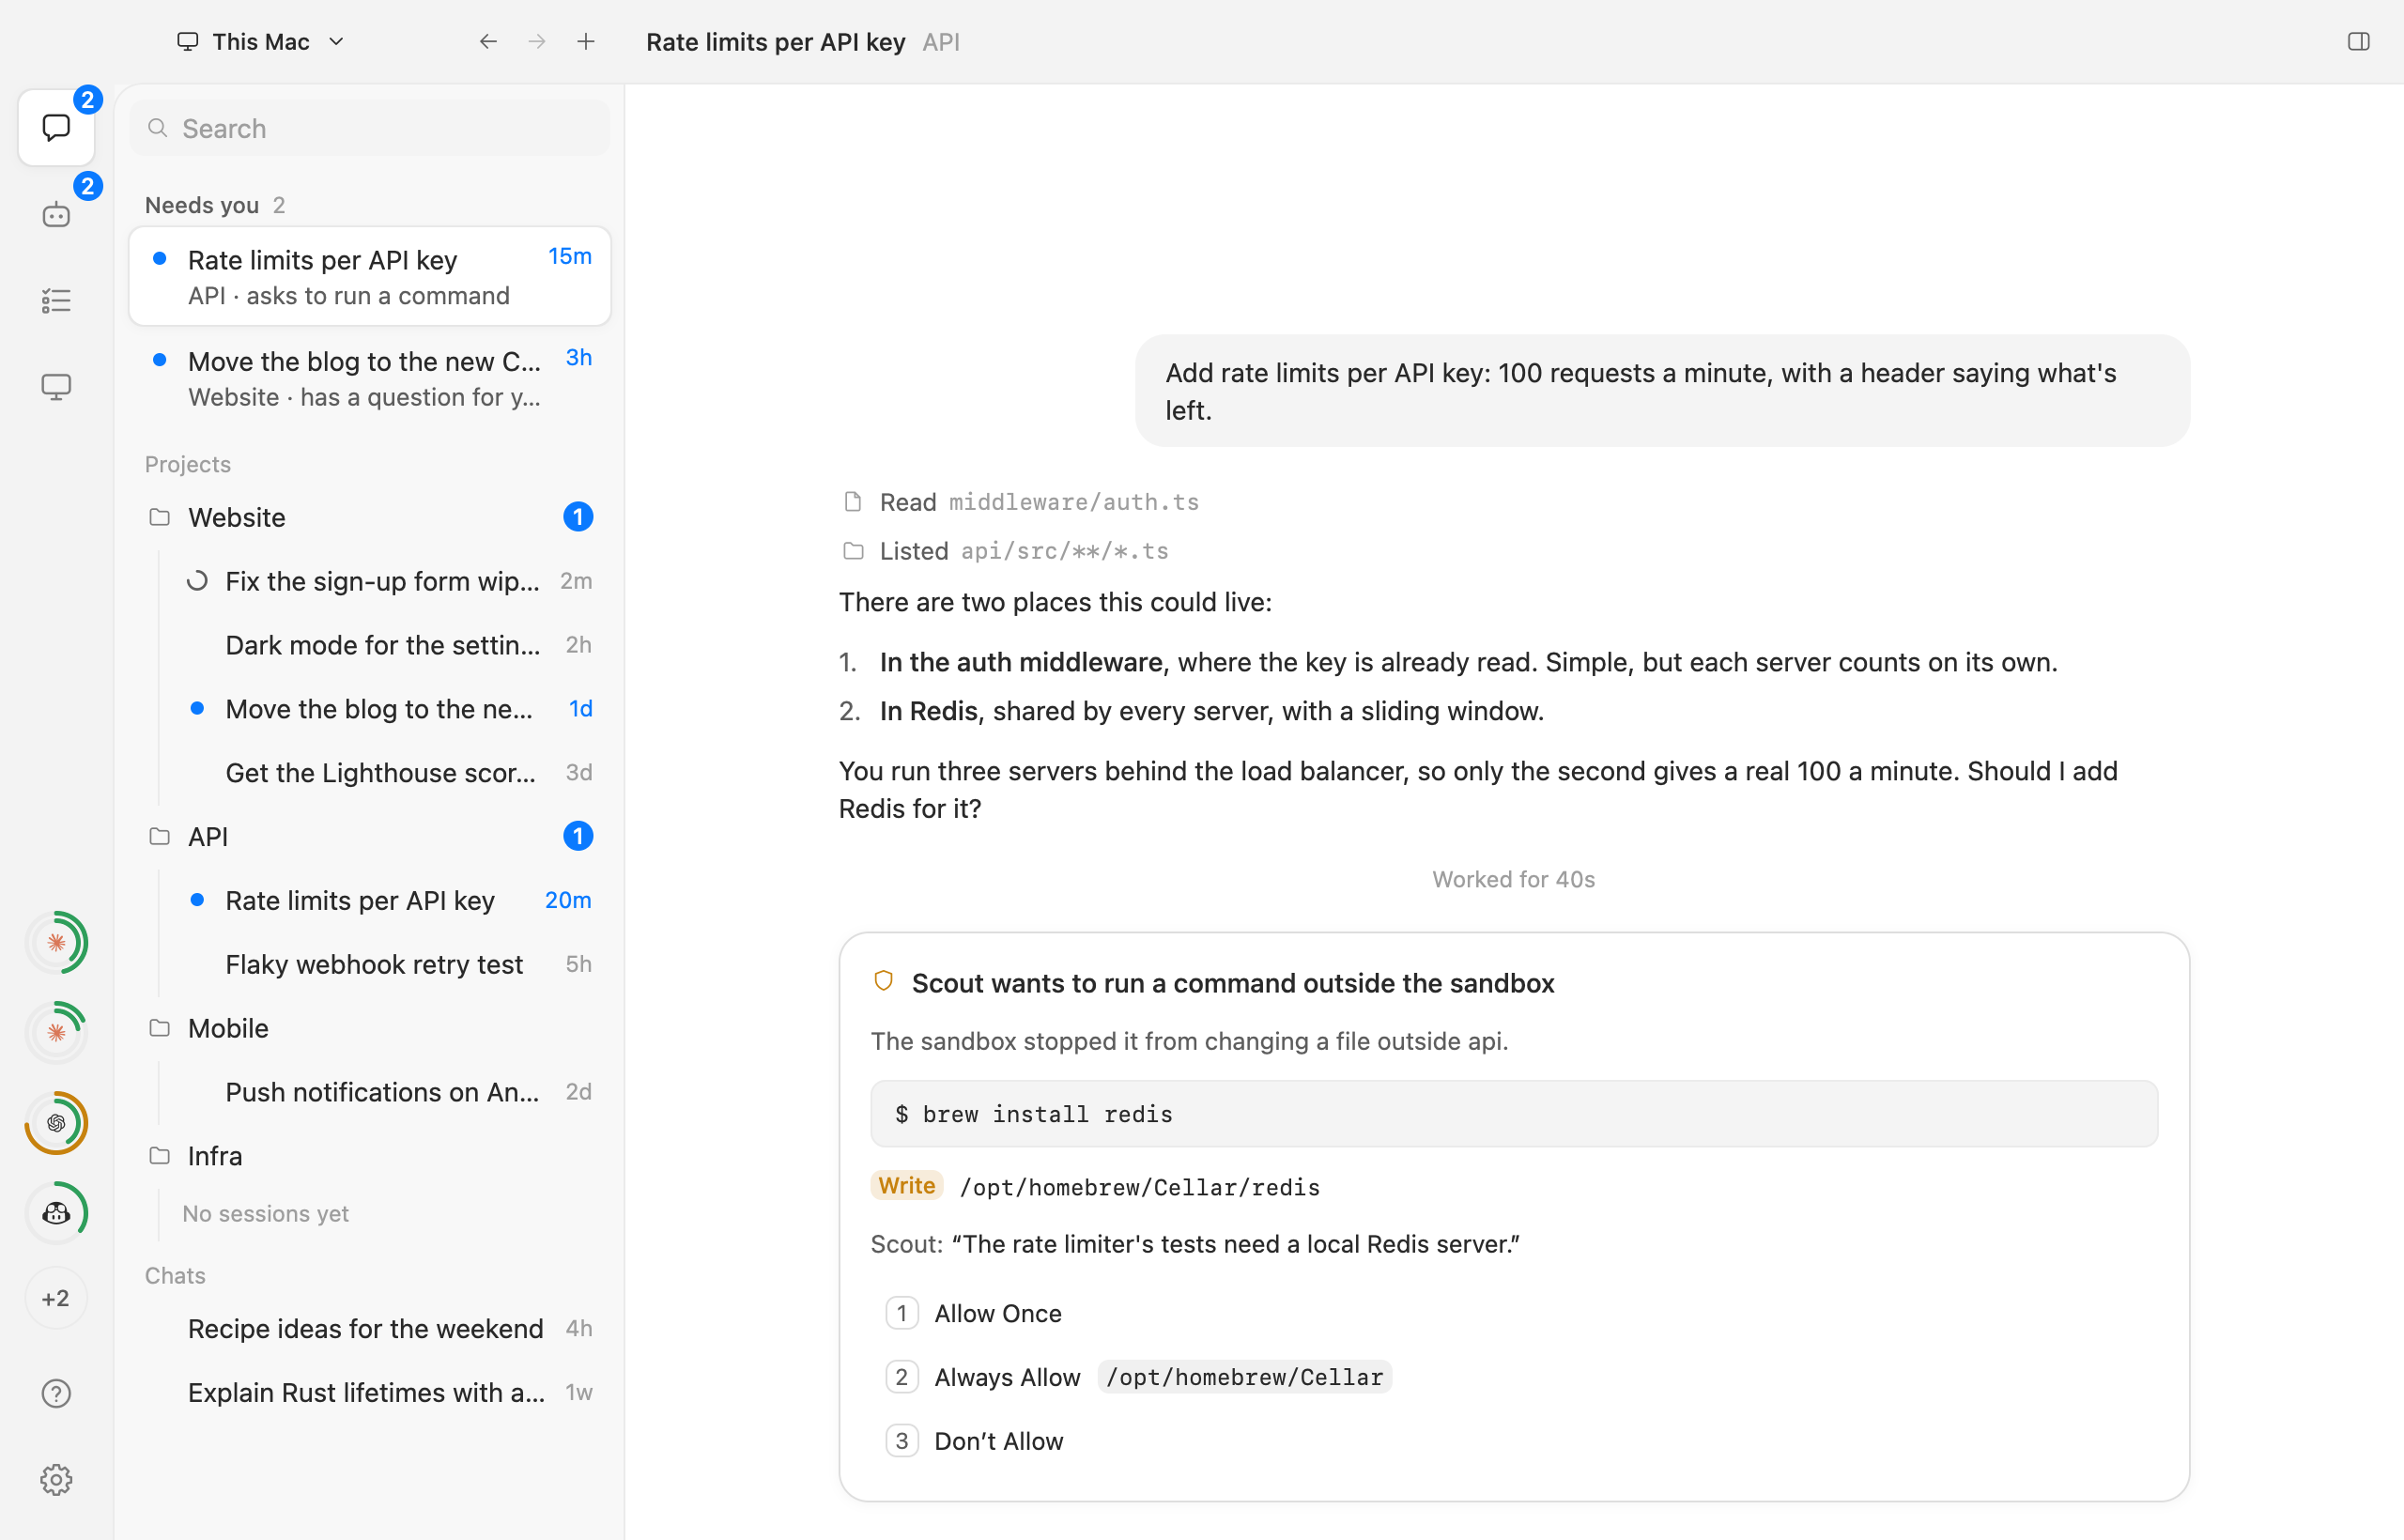 This Mac
Rate limits per API key API
2
Search
2
Needs you 2
Rate limits per API key 15m
API · asks to run a command
Move the blog to the new C... 3h
Website · has a question for y...
Projects
Website 1
Fix the sign-up form wip... 2m
Dark mode for the settin... 2h
Move the blog to the ne... 1d
Get the Lighthouse scor... 3d
API 1
Rate limits per API key 20m
Flaky webhook retry test 5h
Mobile
Push notifications on An... 2d
Infra
No sessions yet
Chats
Recipe ideas for the weekend 4h
Explain Rust lifetimes with a... 1w
+2
Add rate limits per API key: 100 requests a minute, with a header saying what's
left.
Read middleware/auth.ts
Listed api/src/**/*.ts
There are two places this could live:
1. In the auth middleware, where the key is already read. Simple, but each server counts on its own.
2. In Redis, shared by every server, with a sliding window.
You run three servers behind the load balancer, so only the second gives a real 100 a minute. Should I add
Redis for it?
Worked for 40s
Scout wants to run a command outside the sandbox
The sandbox stopped it from changing a file outside api.
$ brew install redis
Write /opt/homebrew/Cellar/redis
Scout: “The rate limiter's tests need a local Redis server.”
1 Allow Once
2 Always Allow /opt/homebrew/Cellar
3 Don’t Allow